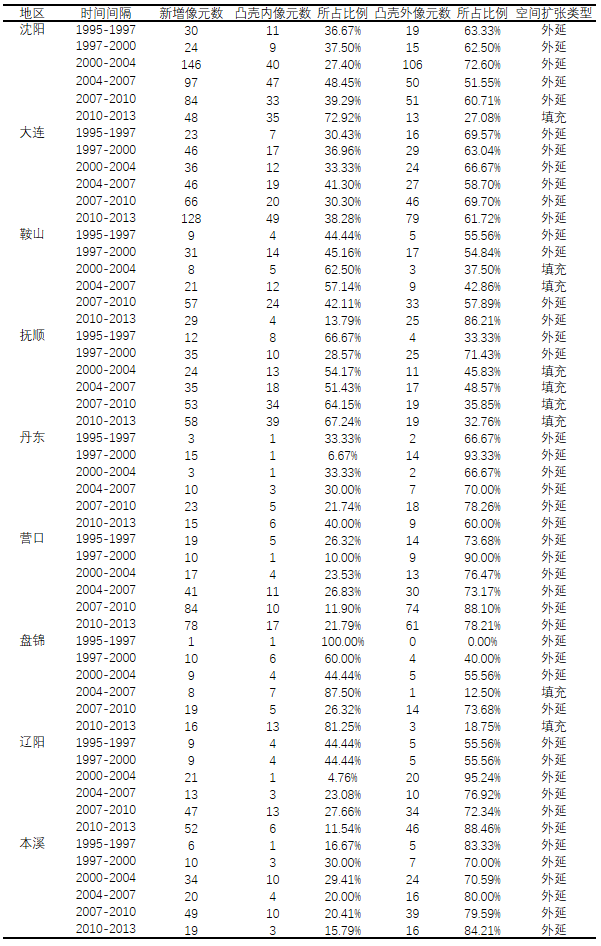 地区 时间间隔 新增像元数 凸壳内像元数 所占比例 凸壳外像元数 所占比例 空间扩张类型
沈阳 1995-1997 30 11 36.67% 19 63.33% 外延
1997-2000 24 9 37.50% 15 62.50% 外延
2000-2004 146 40 27.40% 106 72.60% 外延
2004-2007 97 47 48.45% 50 51.55% 外延
2007-2010 84 33 39.29% 51 60.71% 外延
2010-2013 48 35 72.92% 13 27.08% 填充
大连 1995-1997 23 7 30.43% 16 69.57% 外延
1997-2000 46 17 36.96% 29 63.04% 外延
2000-2004 36 12 33.33% 24 66.67% 外延
2004-2007 46 19 41.30% 27 58.70% 外延
2007-2010 66 20 30.30% 46 69.70% 外延
2010-2013 128 49 38.28% 79 61.72% 外延
鞍山 1995-1997 9 4 44.44% 5 55.56% 外延
1997-2000 31 14 45.16% 17 54.84% 外延
2000-2004 8 5 62.50% 3 37.50% 填充
2004-2007 21 12 57.14% 9 42.86% 填充
2007-2010 57 24 42.11% 33 57.89% 外延
2010-2013 29 4 13.79% 25 86.21% 外延
抚顺 1995-1997 12 8 66.67% 4 33.33% 外延
1997-2000 35 10 28.57% 25 71.43% 外延
2000-2004 24 13 54.17% 11 45.83% 填充
2004-2007 35 18 51.43% 17 48.57% 填充
2007-2010 53 34 64.15% 19 35.85% 填充
2010-2013 58 39 67.24% 19 32.76% 填充
丹东 1995-1997 3 1 33.33% 2 66.67% 外延
1997-2000 15 1 6.67% 14 93.33% 外延
2000-2004 3 1 33.33% 2 66.67% 外延
2004-2007 10 3 30.00% 7 70.00% 外延
2007-2010 23 5 21.74% 18 78.26% 外延
2010-2013 15 6 40.00% 9 60.00% 外延
营口 1995-1997 19 5 26.32% 14 73.68% 外延
1997-2000 10 1 10.00% 9 90.00% 外延
2000-2004 17 4 23.53% 13 76.47% 外延
2004-2007 41 11 26.83% 30 73.17% 外延
2007-2010 84 10 11.90% 74 88.10% 外延
2010-2013 78 17 21.79% 61 78.21% 外延
盘锦 1995-1997 1 1 100.00% 0 0.00% 外延
1997-2000 10 6 60.00% 4 40.00% 外延
2000-2004 9 4 44.44% 5 55.56% 外延
2004-2007 8 7 87.50% 1 12.50% 填充
2007-2010 19 5 26.32% 14 73.68% 外延
2010-2013 16 13 81.25% 3 18.75% 填充
辽阳 1995-1997 9 4 44.44% 5 55.56% 外延
1997-2000 9 4 44.44% 5 55.56% 外延
2000-2004 21 1 4.76% 20 95.24% 外延
2004-2007 13 3 23.08% 10 76.92% 外延
2007-2010 47 13 27.66% 34 72.34% 外延
2010-2013 52 6 11.54% 46 88.46% 外延
本溪 1995-1997 6 1 16.67% 5 83.33% 外延
1997-2000 10 3 30.00% 7 70.00% 外延
2000-2004 34 10 29.41% 24 70.59% 外延
2004-2007 20 4 20.00% 16 80.00% 外延
2007-2010 49 10 20.41% 39 79.59% 外延
2010-2013 19 3 15.79% 16 84.21% 外延